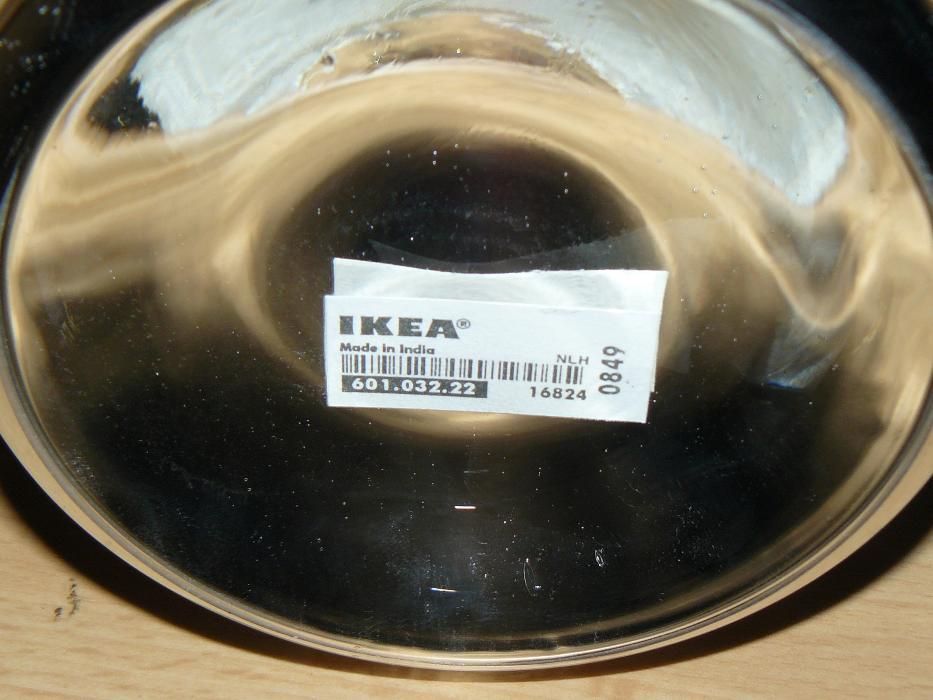 IKEA®
Made in India
NLH
601.032.22
16824
0849